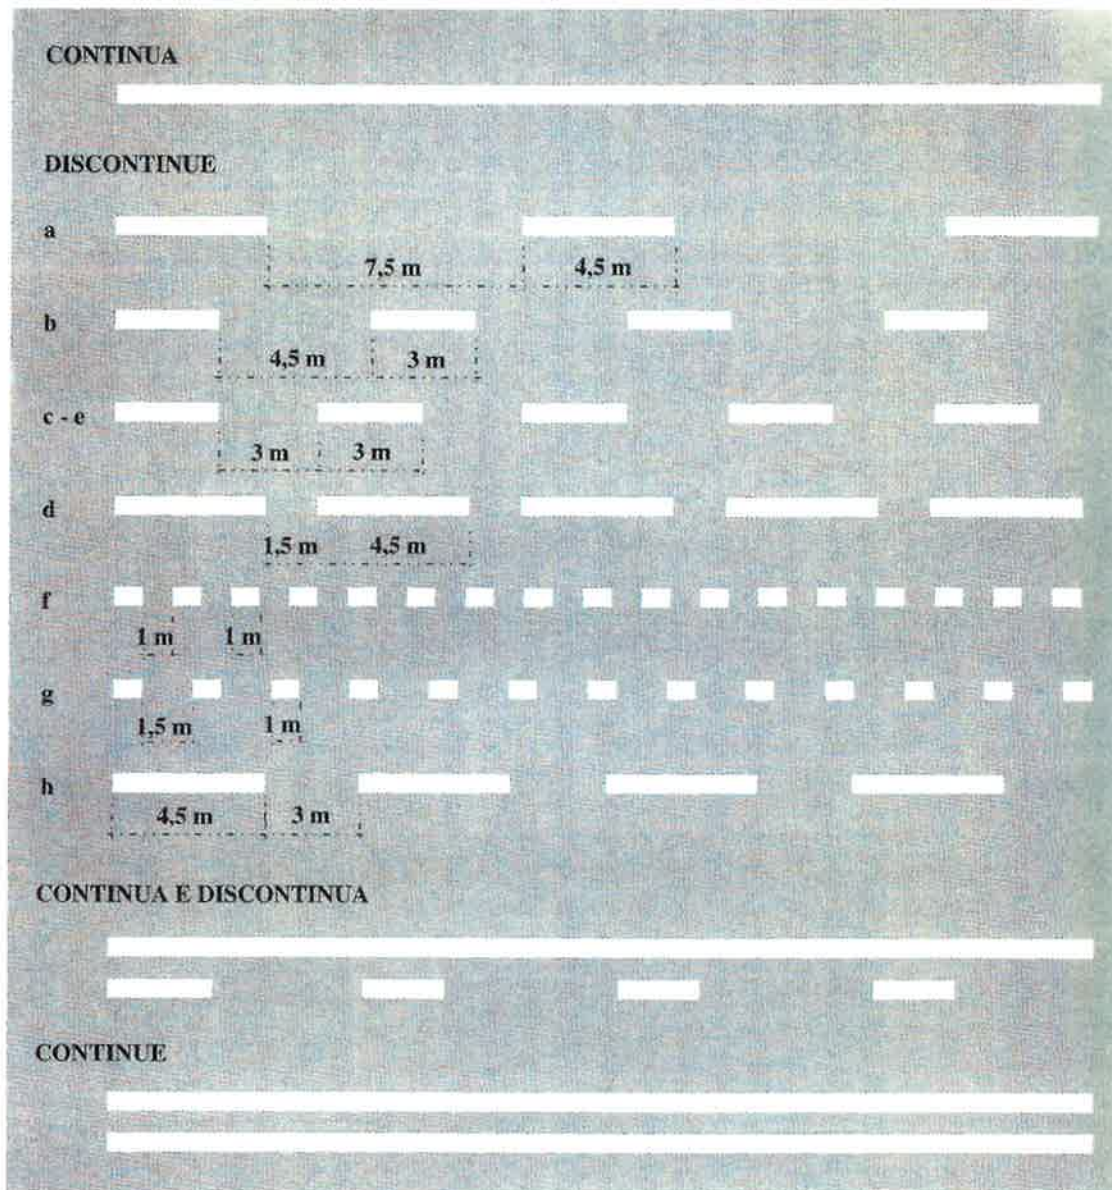 CONTINUA
DISCONTINUE
a
7,5 m 4,5 m
b
4,5 m 3 m
c - e
3 m 3 m
d
1,5 m 4,5 m
f
1 m 1 m
g
1,5 m 1 m
h
4,5 m 3 m
CONTINUA E DISCONTINUA
CONTINUE